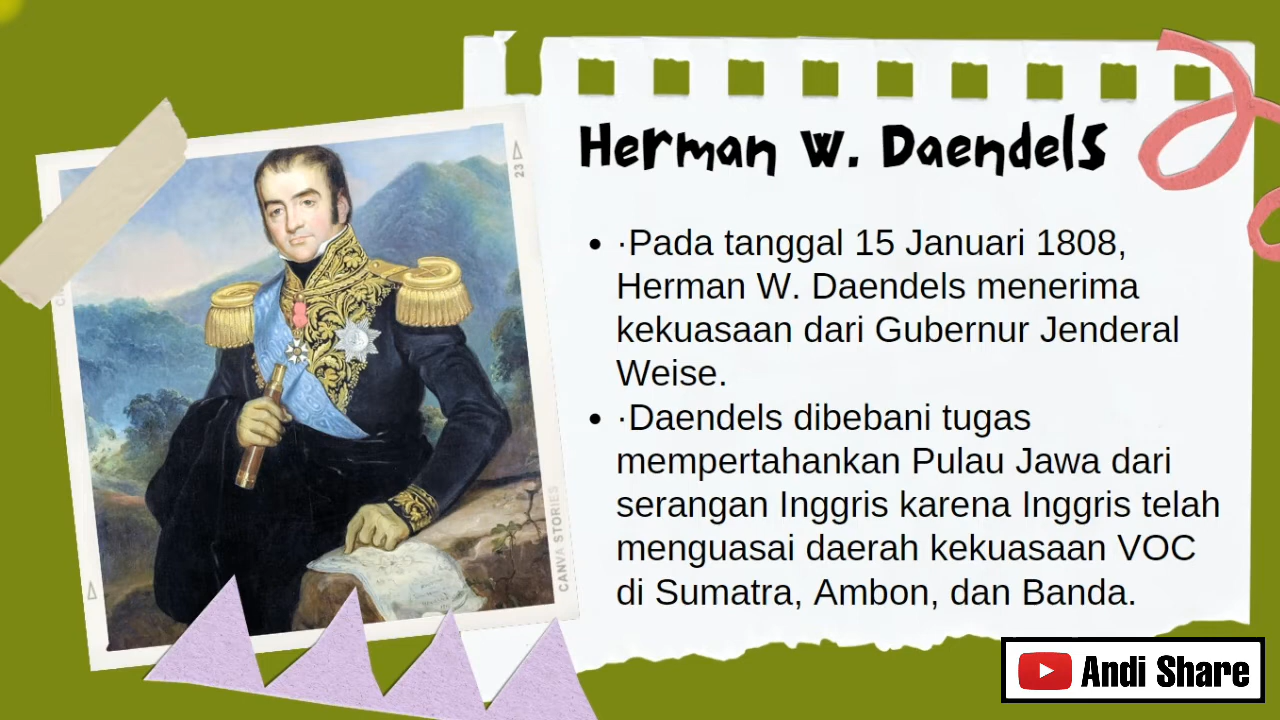 Herman W. Daendels
• ·Pada tanggal 15 Januari 1808,
Herman W. Daendels menerima
kekuasaan dari Gubernur Jenderal
Weise.
• ·Daendels dibebani tugas
mempertahankan Pulau Jawa dari
serangan Inggris karena Inggris telah
menguasai daerah kekuasaan VOC
di Sumatra, Ambon, dan Banda.
23
CANVA STORIES
Andi Share